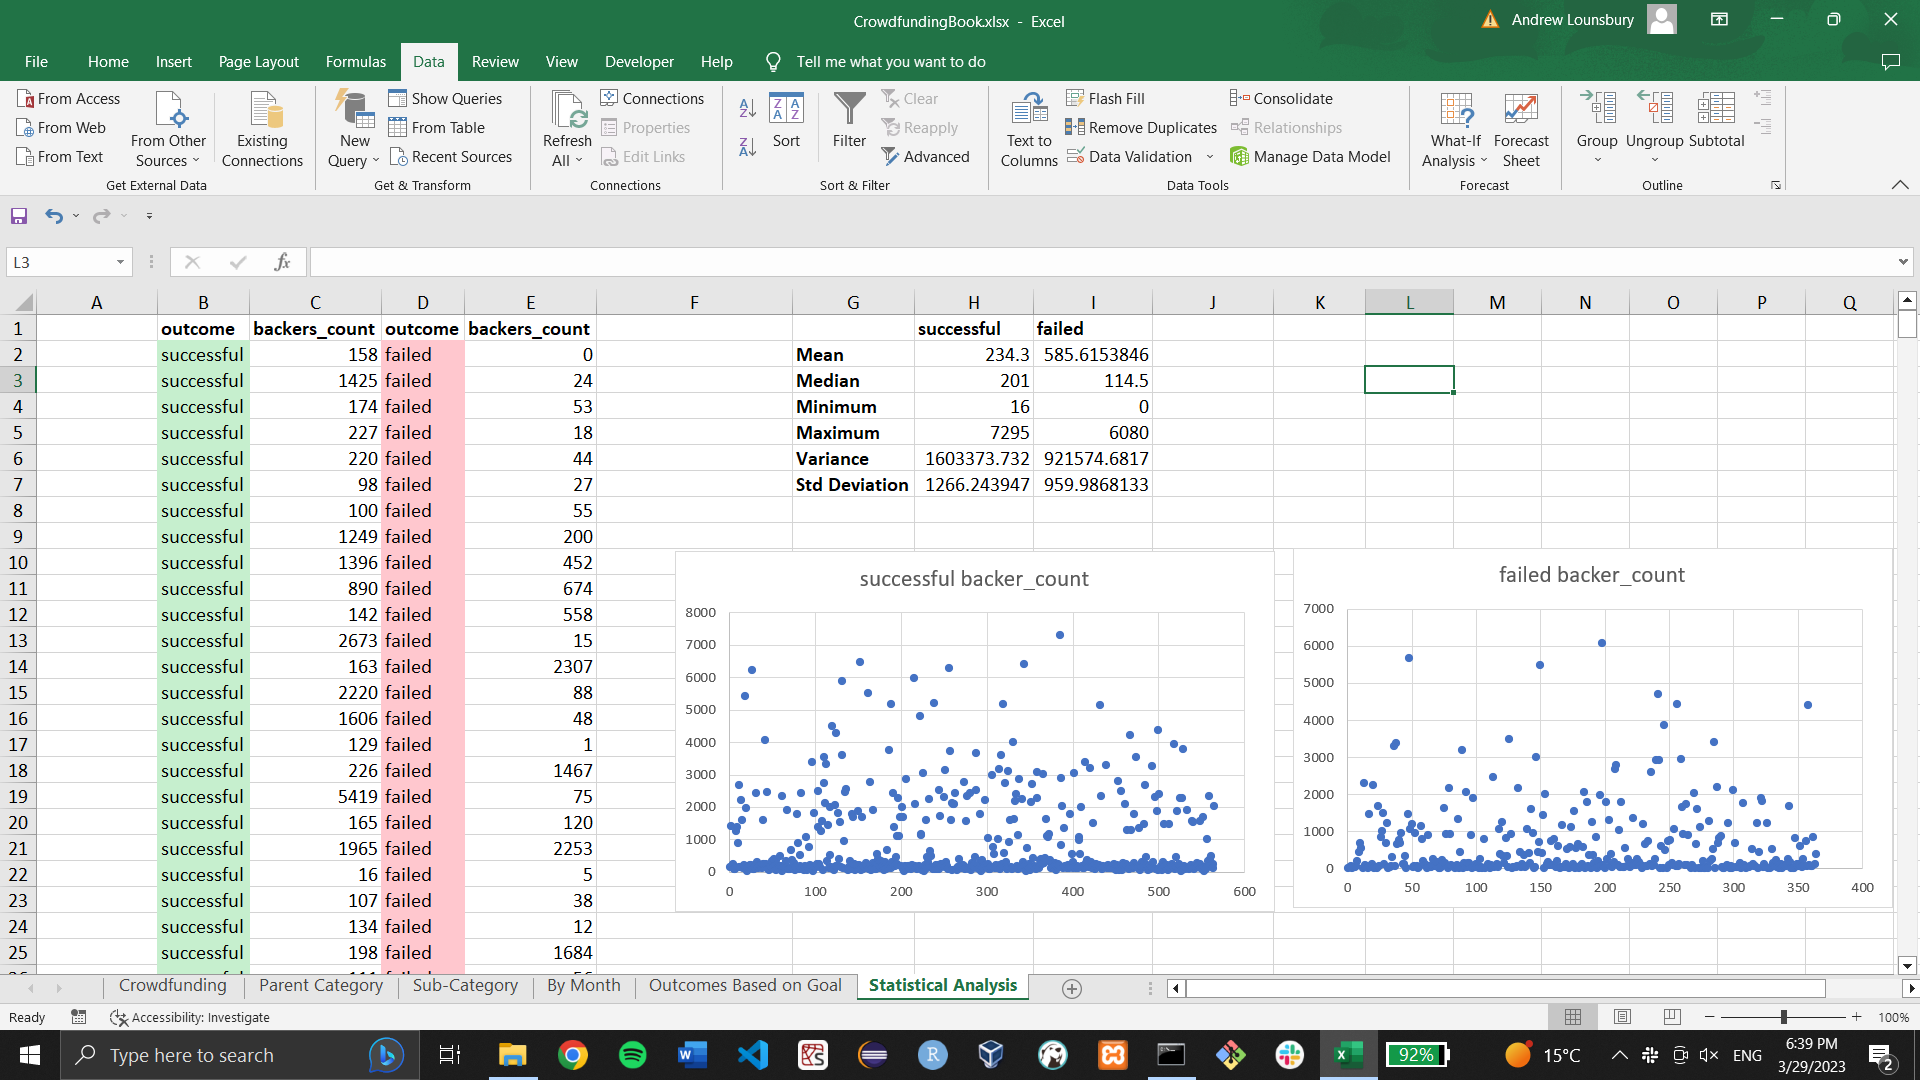 CrowdfundingBook.xlsx - Excel
Andrew Lounsbury
File Home Insert Page Layout Formulas Data Review View Developer Help Tell me what you want to do
From Access
From Web
From Text
From Other Sources
Existing Connections
Get External Data
New Query
Show Queries
From Table
Recent Sources
Get & Transform
Refresh All
Connections
Properties
Edit Links
Connections
Sort
Filter
Clear
Reapply
Advanced
Sort & Filter
Text to Columns
Flash Fill
Remove Duplicates
Data Validation
Consolidate
Relationships
Manage Data Model
Data Tools
What-If Analysis
Forecast Sheet
Forecast
Group
Ungroup
Subtotal
Outline
L3
fx
A B C D E F G H I J K L M N O P Q
1 outcome backers_count outcome backers_count successful failed
2 successful 158 failed 0 Mean 234.3 585.6153846
3 successful 1425 failed 24 Median 201 114.5
4 successful 174 failed 53 Minimum 16 0
5 successful 227 failed 18 Maximum 7295 6080
6 successful 220 failed 44 Variance 1603373.732 921574.6817
7 successful 98 failed 27 Std Deviation 1266.243947 959.9868133
8 successful 100 failed 55
9 successful 1249 failed 200
10 successful 1396 failed 452
11 successful 890 failed 674
12 successful 142 failed 558
13 successful 2673 failed 15
14 successful 163 failed 2307
15 successful 2220 failed 88
16 successful 1606 failed 48
17 successful 129 failed 1
18 successful 226 failed 1467
19 successful 5419 failed 75
20 successful 165 failed 120
21 successful 1965 failed 2253
22 successful 16 failed 5
23 successful 107 failed 38
24 successful 134 failed 12
25 successful 198 failed 1684
successful backer_count
8000
7000
6000
5000
4000
3000
2000
1000
0
0 100 200 300 400 500 600
failed backer_count
7000
6000
5000
4000
3000
2000
1000
0
0 50 100 150 200 250 300 350 400
Crowdfunding Parent Category Sub-Category By Month Outcomes Based on Goal Statistical Analysis
Ready Accessibility: Investigate 100%
Type here to search
92%
15°C
ENG
6:39 PM
3/29/2023
2